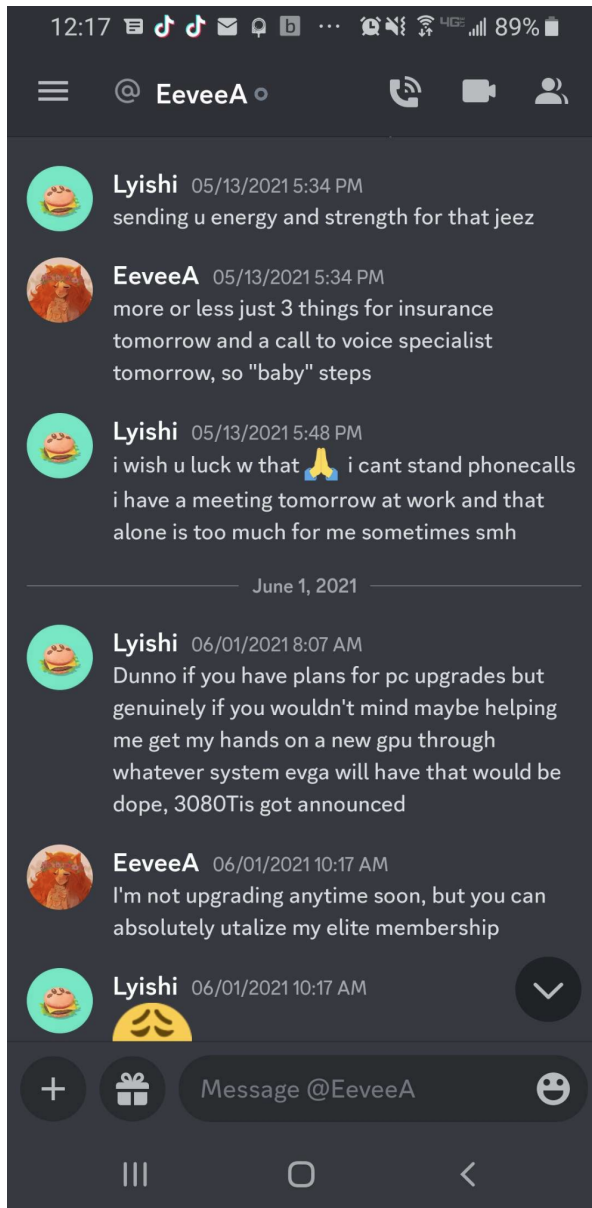 12:17 b ... 4GE 89%
@ EeveeA
Lyishi 05/13/2021 5:34 PM
sending u energy and strength for that jeez
EeveeA 05/13/2021 5:34 PM
more or less just 3 things for insurance
tomorrow and a call to voice specialist
tomorrow, so "baby" steps
Lyishi 05/13/2021 5:48 PM
i wish u luck w that 🙏 i cant stand phonecalls
i have a meeting tomorrow at work and that
alone is too much for me sometimes smh
June 1, 2021
Lyishi 06/01/2021 8:07 AM
Dunno if you have plans for pc upgrades but
genuinely if you wouldn't mind maybe helping
me get my hands on a new gpu through
whatever system evga will have that would be
dope, 3080Tis got announced
EeveeA 06/01/2021 10:17 AM
I'm not upgrading anytime soon, but you can
absolutely utalize my elite membership
Lyishi 06/01/2021 10:17 AM
Message @EeveeA